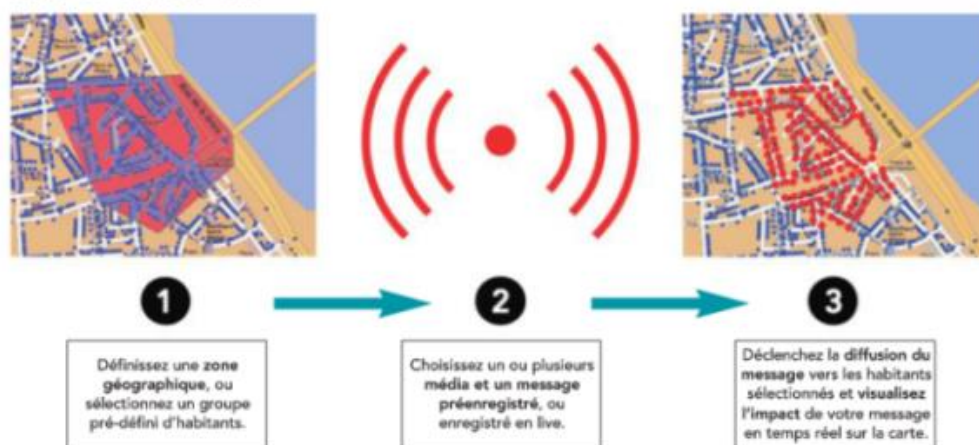 1
2
3
Définissez une zone
géographique, ou
sélectionnez un groupe
pré-défini d'habitants.
Choisissez un ou plusieurs
média et un message
préenregistré, ou
enregistré en live.
Déclenchez la diffusion du
message vers les habitants
sélectionnés et visualisez
l'impact de votre message
en temps réel sur la carte.